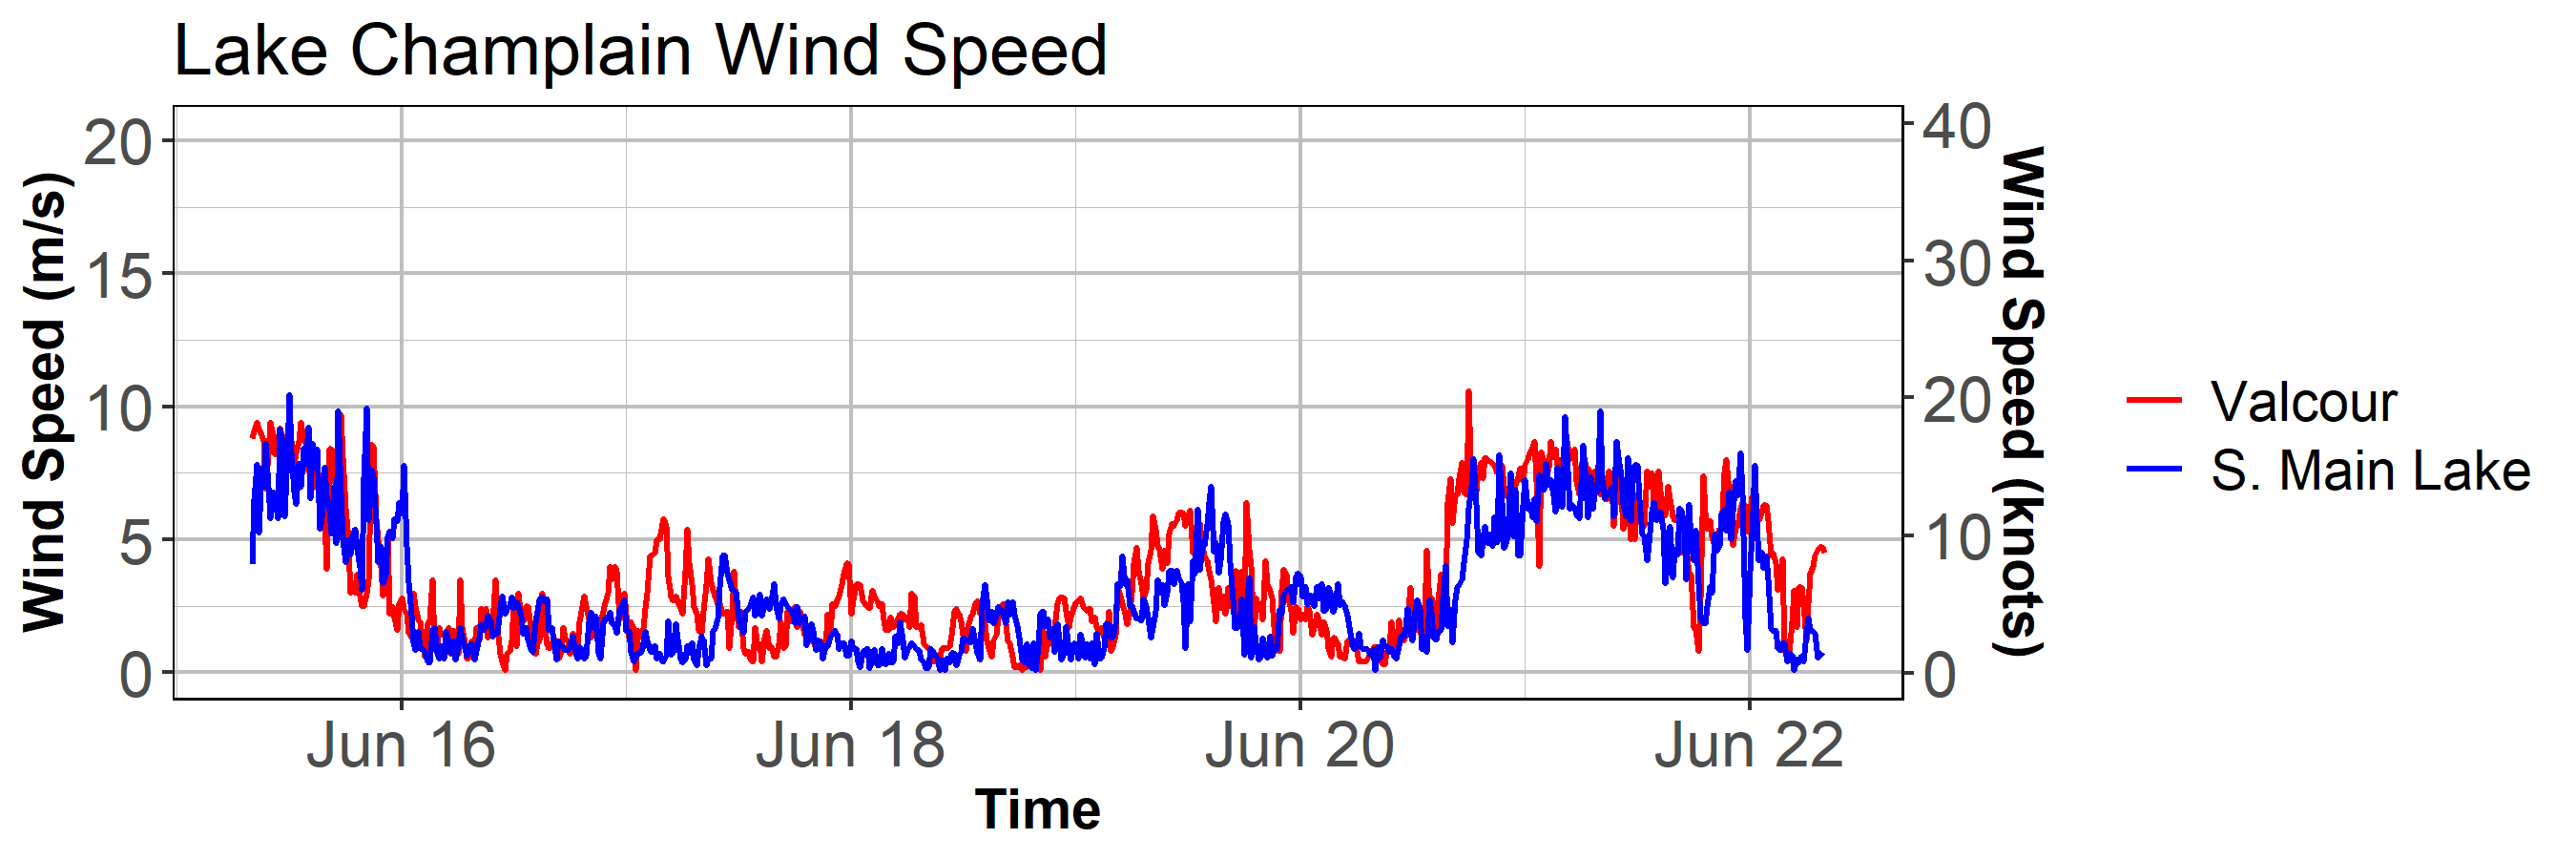 Lake Champlain Wind Speed
Wind Speed (m/s)
20
15
10
5
0
40
30
20
10
0
Wind Speed (knots)
Jun 16
Jun 18
Jun 20
Jun 22
Time
Valcour
S. Main Lake